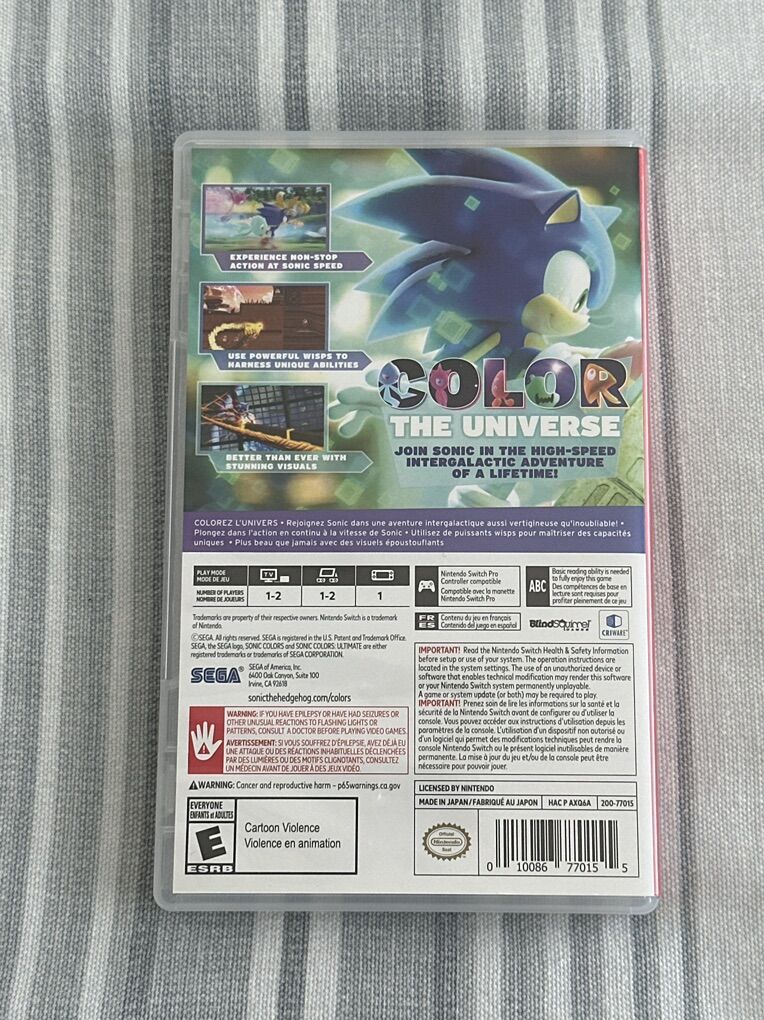 EXPERIENCE NON-STOP
ACTION AT SONIC SPEED
USE POWERFUL WISPS TO
HARNESS UNIQUE ABILITIES
BETTER THAN EVER WITH
STUNNING VISUALS
COLOR
THE UNIVERSE
JOIN SONIC IN THE HIGH-SPEED
INTERGALACTIC ADVENTURE
OF A LIFETIME!
COLOREZ L'UNIVERS • Rejoignez Sonic dans une aventure intergalactique aussi vertigineuse qu'inoubliable! •
Plongez dans l'action en continu à la vitesse de Sonic • Utilisez de puissants wisps pour maîtriser des capacités
uniques • Plus beau que jamais avec des visuels époustouflants
PLAY MODE
MODE DE JEU
TV
NUMBER OF PLAYERS
NOMBRE DE JOUEURS
1-2
1-2
1
Nintendo Switch Pro
Controller compatible
Compatible avec la manette
Nintendo Switch Pro
ABC
Basic reading ability is needed
to fully enjoy this game
Des compétences de base en
lecture sont requises pour
profiter pleinement de ce jeu
Trademarks are property of their respective owners. Nintendo Switch is a trademark
of Nintendo.
©SEGA. All rights reserved. SEGA is registered in the U.S. Patent and Trademark Office.
SEGA, the SEGA logo, SONIC COLORS and SONIC COLORS: ULTIMATE are either
registered trademarks or trademarks of SEGA CORPORATION.
FR
ES
Contenu du jeu en français
Contenido del juego en español
BlindSquirrel
GAMES
CRIWARE
SEGA®
SEGA of America, Inc.
6400 Oak Canyon, Suite 100
Irvine, CA 92618
sonicthehedgehog.com/colors
WARNING: IF YOU HAVE EPILEPSY OR HAVE HAD SEIZURES OR
OTHER UNUSUAL REACTIONS TO FLASHING LIGHTS OR
PATTERNS, CONSULT A DOCTOR BEFORE PLAYING VIDEO GAMES.
AVERTISSEMENT: SI VOUS SOUFFREZ D'ÉPILEPSIE, AVEZ DÉJÀ EU
UNE ATTAQUE OU DES RÉACTIONS INHABITUELLES DÉCLENCHÉES
PAR DES LUMIÈRES OU DES MOTIFS CLIGNOTANTS, CONSULTEZ
UN MÉDECIN AVANT DE JOUER À DES JEUX VIDÉO.
WARNING: Cancer and reproductive harm – p65warnings.ca.gov
IMPORTANT! Read the Nintendo Switch Health & Safety Information
before setup or use of your system. The operation instructions are
located in the system settings. The use of an unauthorized device or
software that enables technical modification may render this software
or your Nintendo Switch system permanently unplayable.
A game or system update (or both) may be required to play.
IMPORTANT! Prenez soin de lire les informations sur la santé et la
sécurité de la Nintendo Switch avant de configurer ou d'utiliser la
console. Vous pouvez accéder aux instructions d'utilisation depuis les
paramètres de la console. L'utilisation d'un dispositif non autorisé ou
d'un logiciel qui permet des modifications techniques peut rendre la
console Nintendo Switch ou le présent logiciel inutilisables de manière
permanente. La mise à jour du jeu et/ou de la console peut être
nécessaire pour pouvoir jouer.
LICENSED BY NINTENDO
MADE IN JAPAN/FABRIQUÉ AU JAPON
HAC P AXQ6A
200-77015
EVERYONE
ENFANTS et ADULTES
E
ESRB
Cartoon Violence
Violence en animation
Official
Nintendo
Seal
0 10086 77015 5